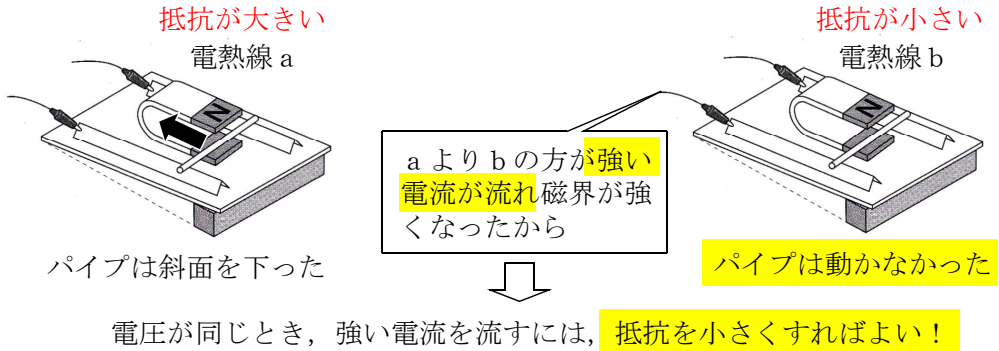 抵抗が大きい
電熱線a
抵抗が小さい
電熱線b
N
N
aよりbの方が強い
電流が流れ磁界が強
くなったから
パイプは斜面を下った
パイプは動かなかった
電圧が同じとき，強い電流を流すには，抵抗を小さくすればよい！